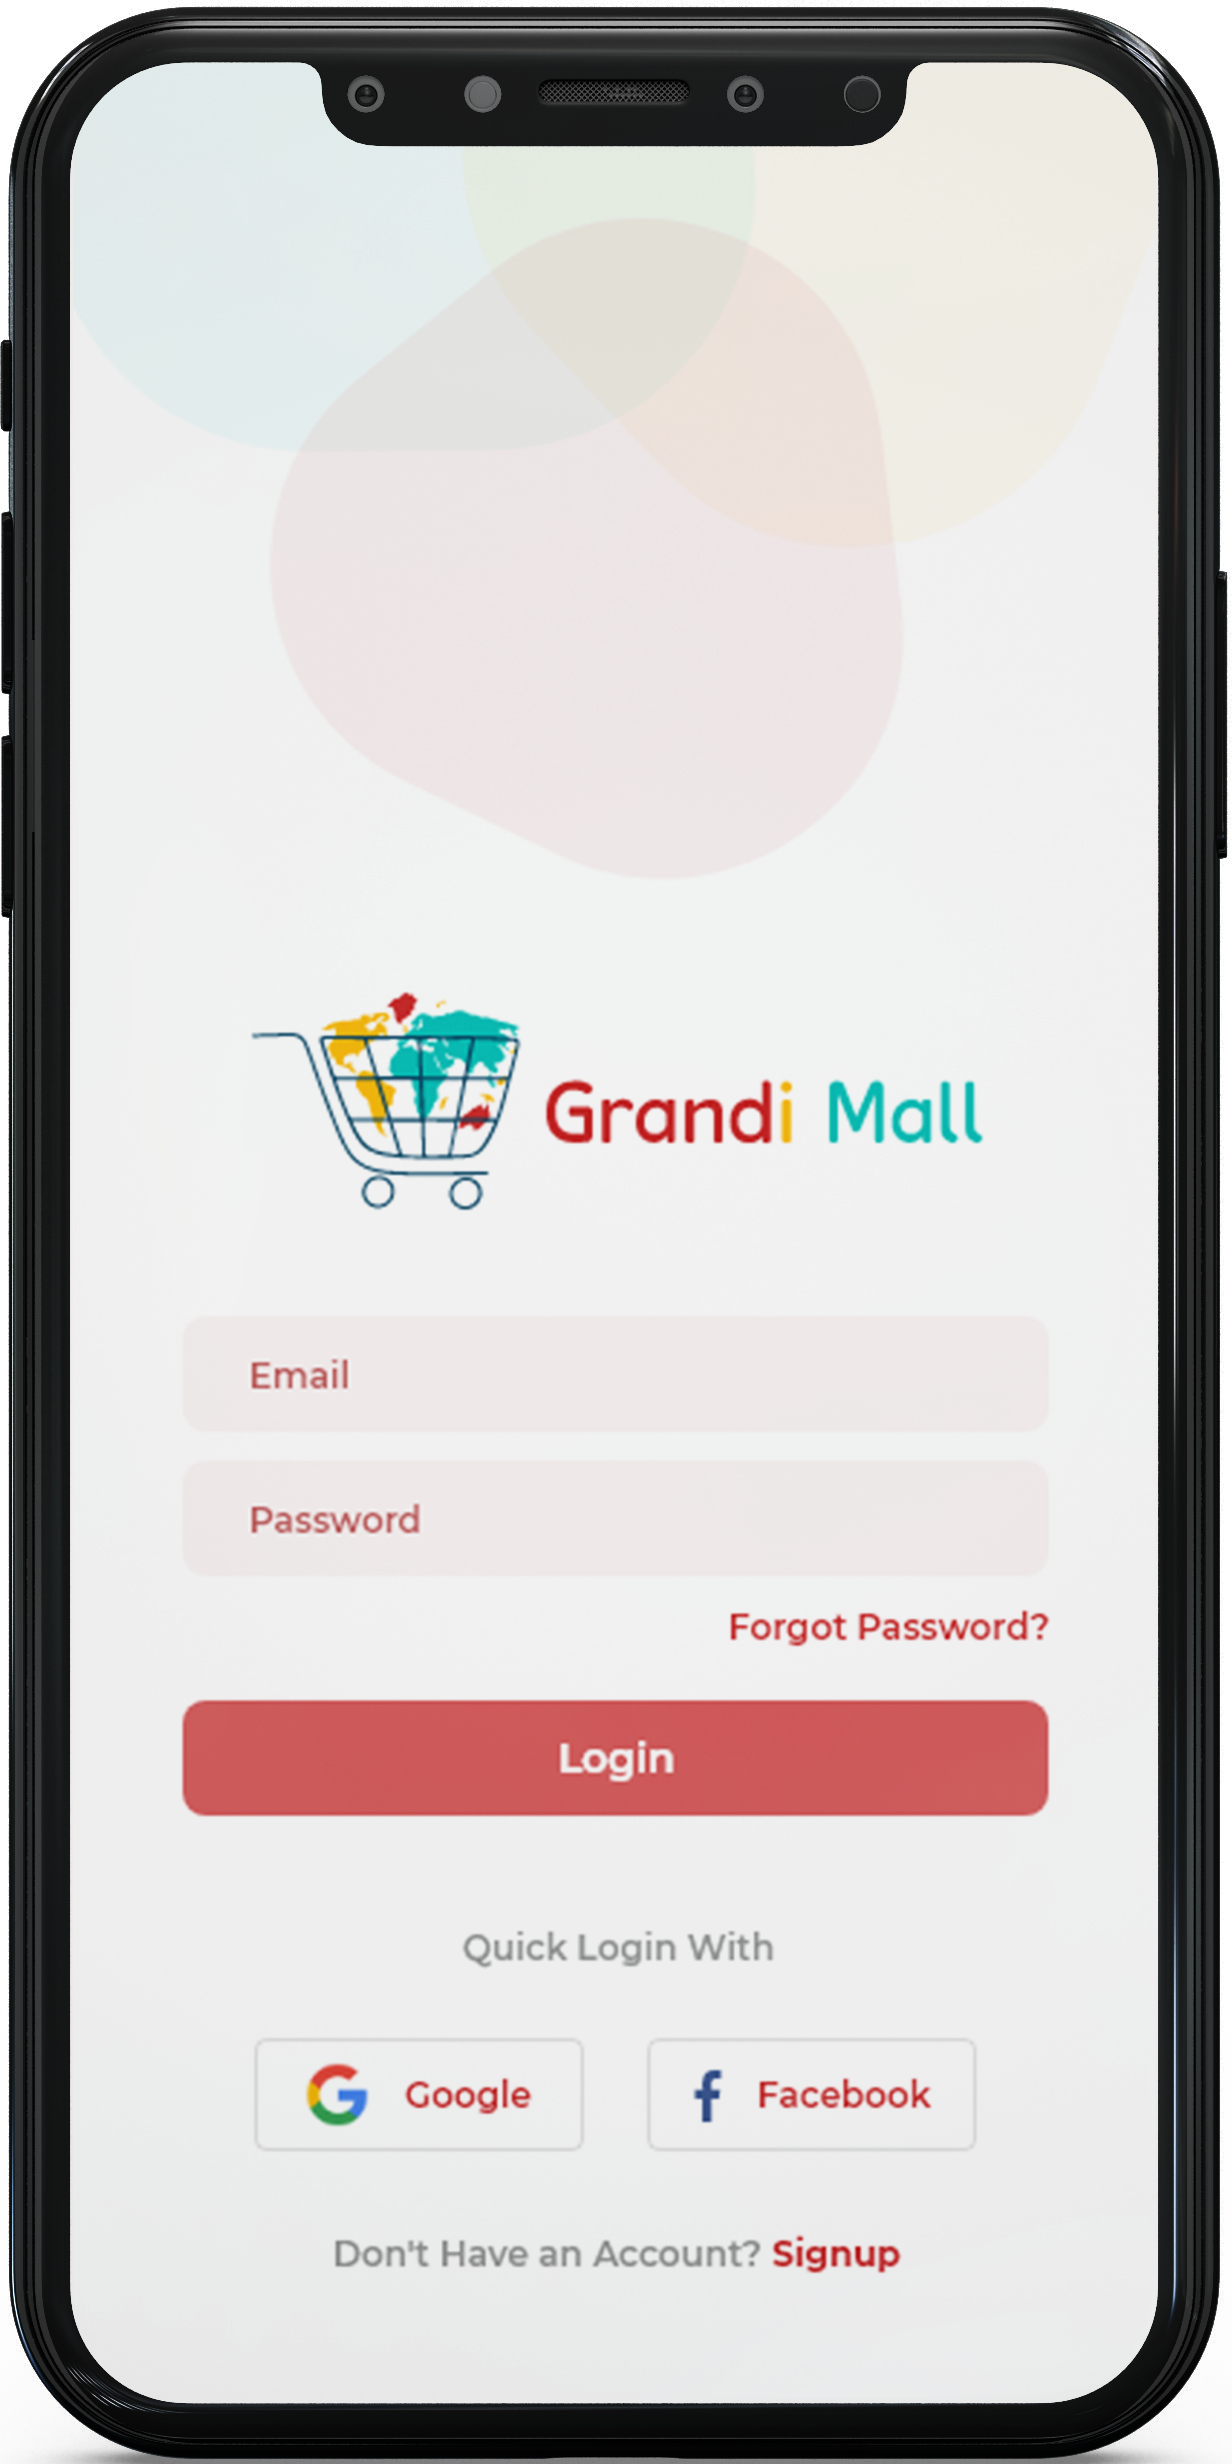 Grandi Mall
Email
Password
Forgot Password?
Login
Quick Login With
Google
Facebook
Don't Have an Account? Signup